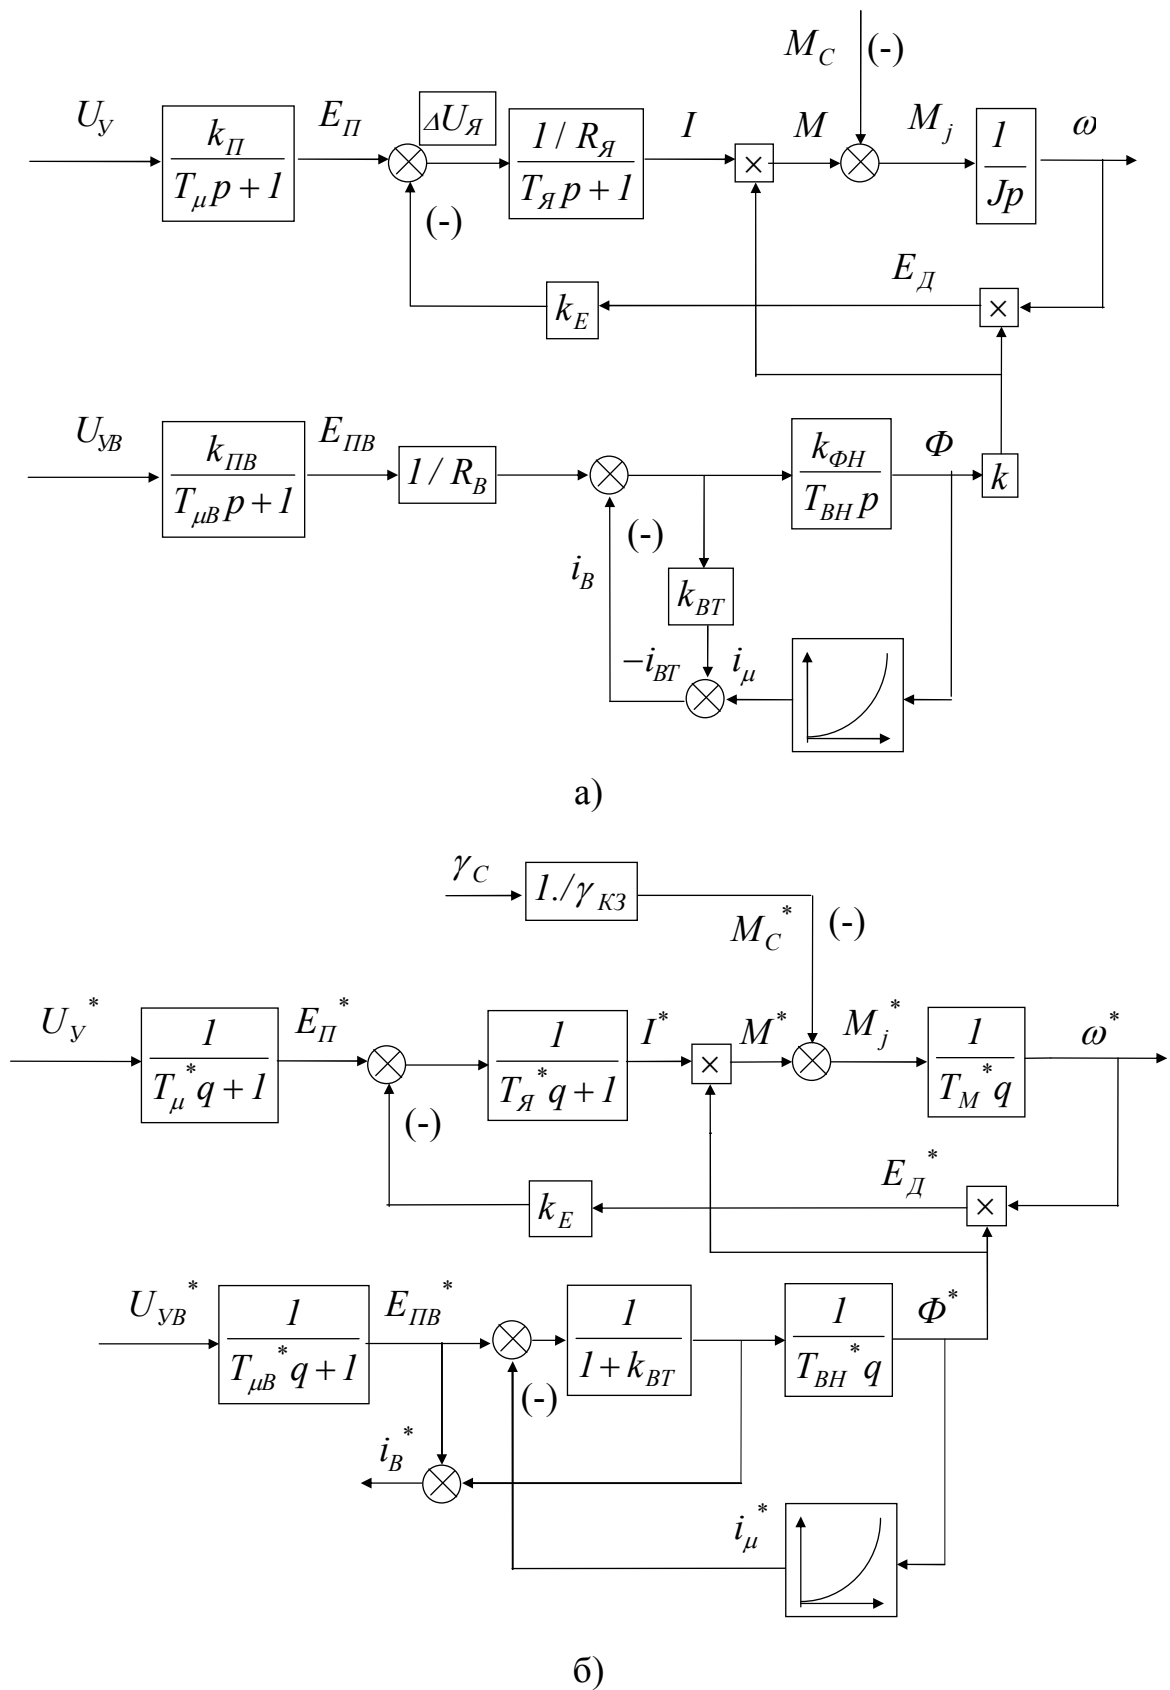 M_C (-)
U_У k_П / (T_μ p + 1) E_П ΔU_Я 1 / R_Я / (T_Я p + 1) I × M M_j 1 / (Jp) ω
(-)
E_Д
k_E ×
U_УВ k_ПВ / (T_μВ p + 1) E_ПВ 1 / R_В k_ФН / (T_ВН p) Ф k
(-)
i_В k_ВТ
−i_ВТ i_μ
а)
γ_C 1./γ_КЗ
M_C^* (-)
U_У^* 1 / (T_μ^* q + 1) E_П^* 1 / (T_Я^* q + 1) I^* × M^* M_j^* 1 / (T_М^* q) ω^*
(-)
E_Д^*
k_E ×
U_УВ^* 1 / (T_μВ^* q + 1) E_ПВ^* 1 / (1 + k_ВТ) 1 / (T_ВН^* q) Ф^*
(-)
i_В^*
i_μ^*
б)